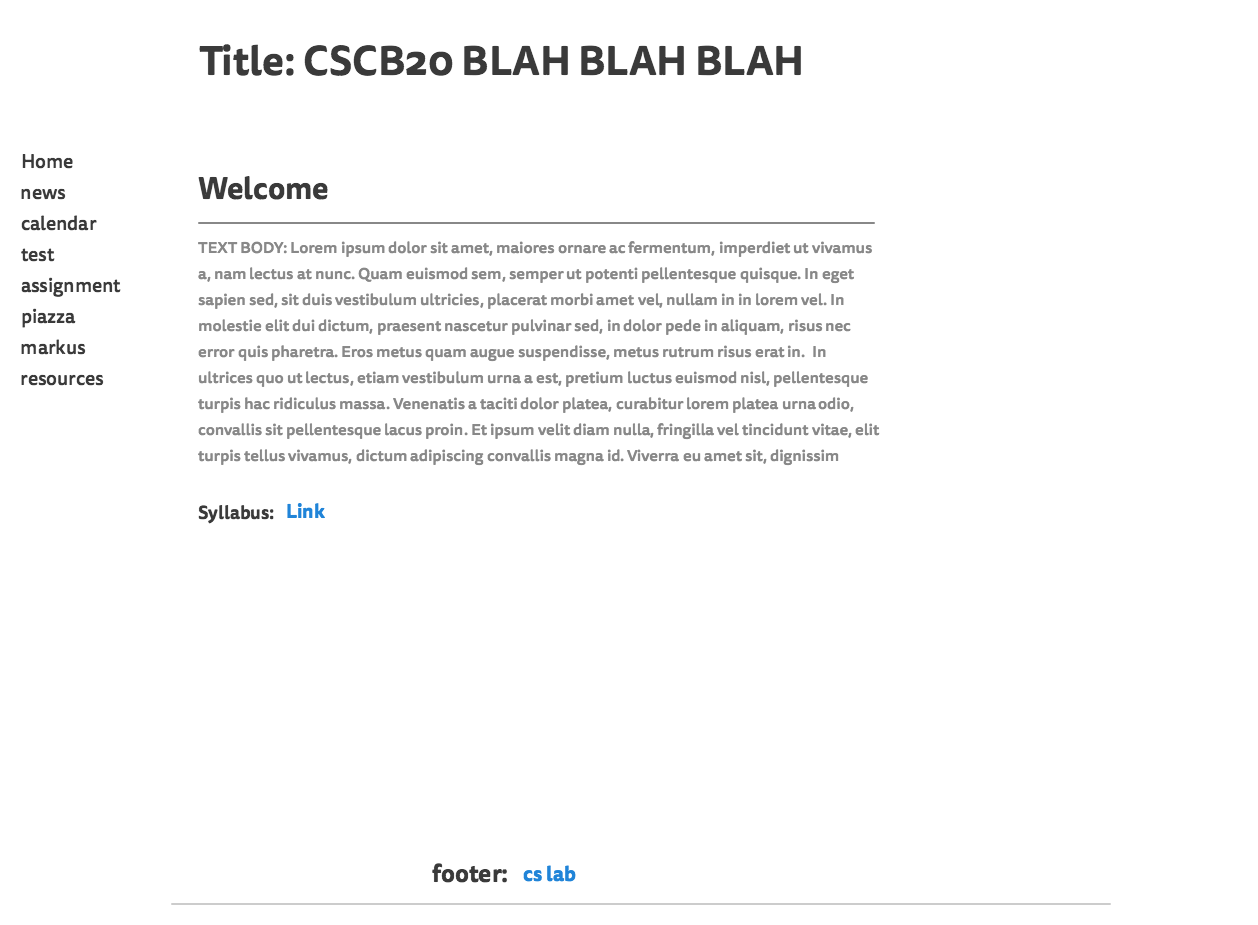 Title: CSCB20 BLAH BLAH BLAH
Home
news
calendar
test
assignment
piazza
markus
resources
Welcome
TEXT BODY: Lorem ipsum dolor sit amet, maiores ornare ac fermentum, imperdiet ut vivamus
a, nam lectus at nunc. Quam euismod sem, semper ut potenti pellentesque quisque. In eget
sapien sed, sit duis vestibulum ultricies, placerat morbi amet vel, nullam in in lorem vel. In
molestie elit dui dictum, praesent nascetur pulvinar sed, in dolor pede in aliquam, risus nec
error quis pharetra. Eros metus quam augue suspendisse, metus rutrum risus erat in.  In
ultrices quo ut lectus, etiam vestibulum urna a est, pretium luctus euismod nisl, pellentesque
turpis hac ridiculus massa. Venenatis a taciti dolor platea, curabitur lorem platea urna odio,
convallis sit pellentesque lacus proin. Et ipsum velit diam nulla, fringilla vel tincidunt vitae, elit
turpis tellus vivamus, dictum adipiscing convallis magna id. Viverra eu amet sit, dignissim
Syllabus: Link
footer: cs lab